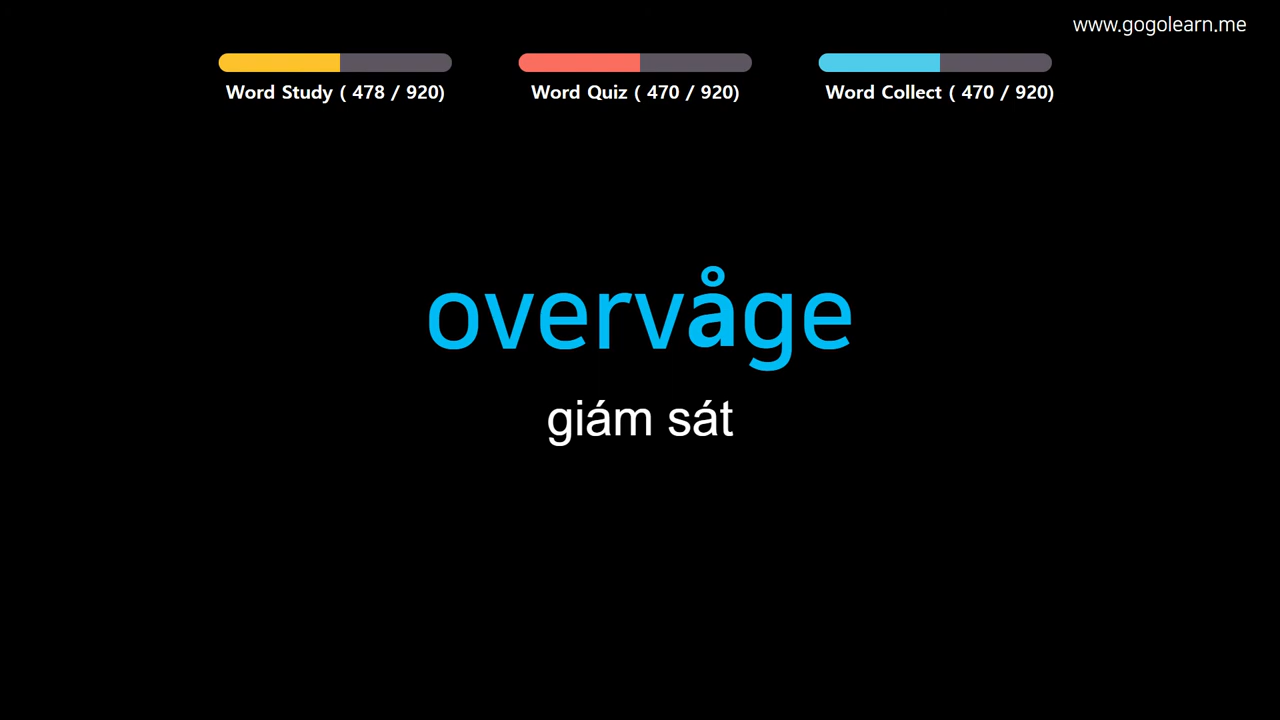 www.gogolearn.me
Word Study ( 478 / 920)
Word Quiz ( 470 / 920)
Word Collect ( 470 / 920)
overvåge
giám sát